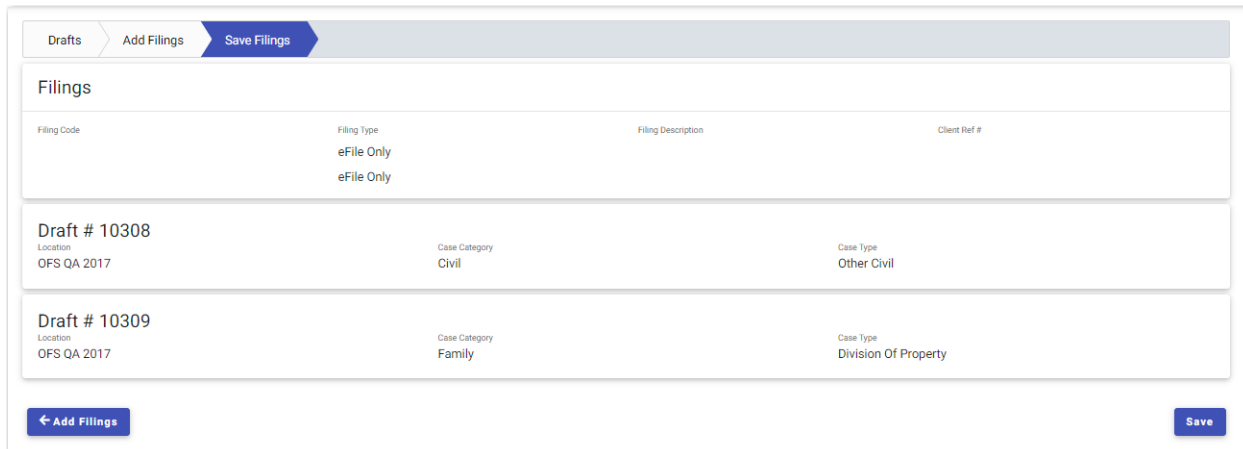 Drafts Add Filings Save Filings
Filings
Filing Code Filing Type Filing Description Client Ref #
eFile Only
eFile Only
Draft # 10308
Location Case Category Case Type
OFS QA 2017 Civil Other Civil
Draft # 10309
Location Case Category Case Type
OFS QA 2017 Family Division Of Property
Add Filings Save